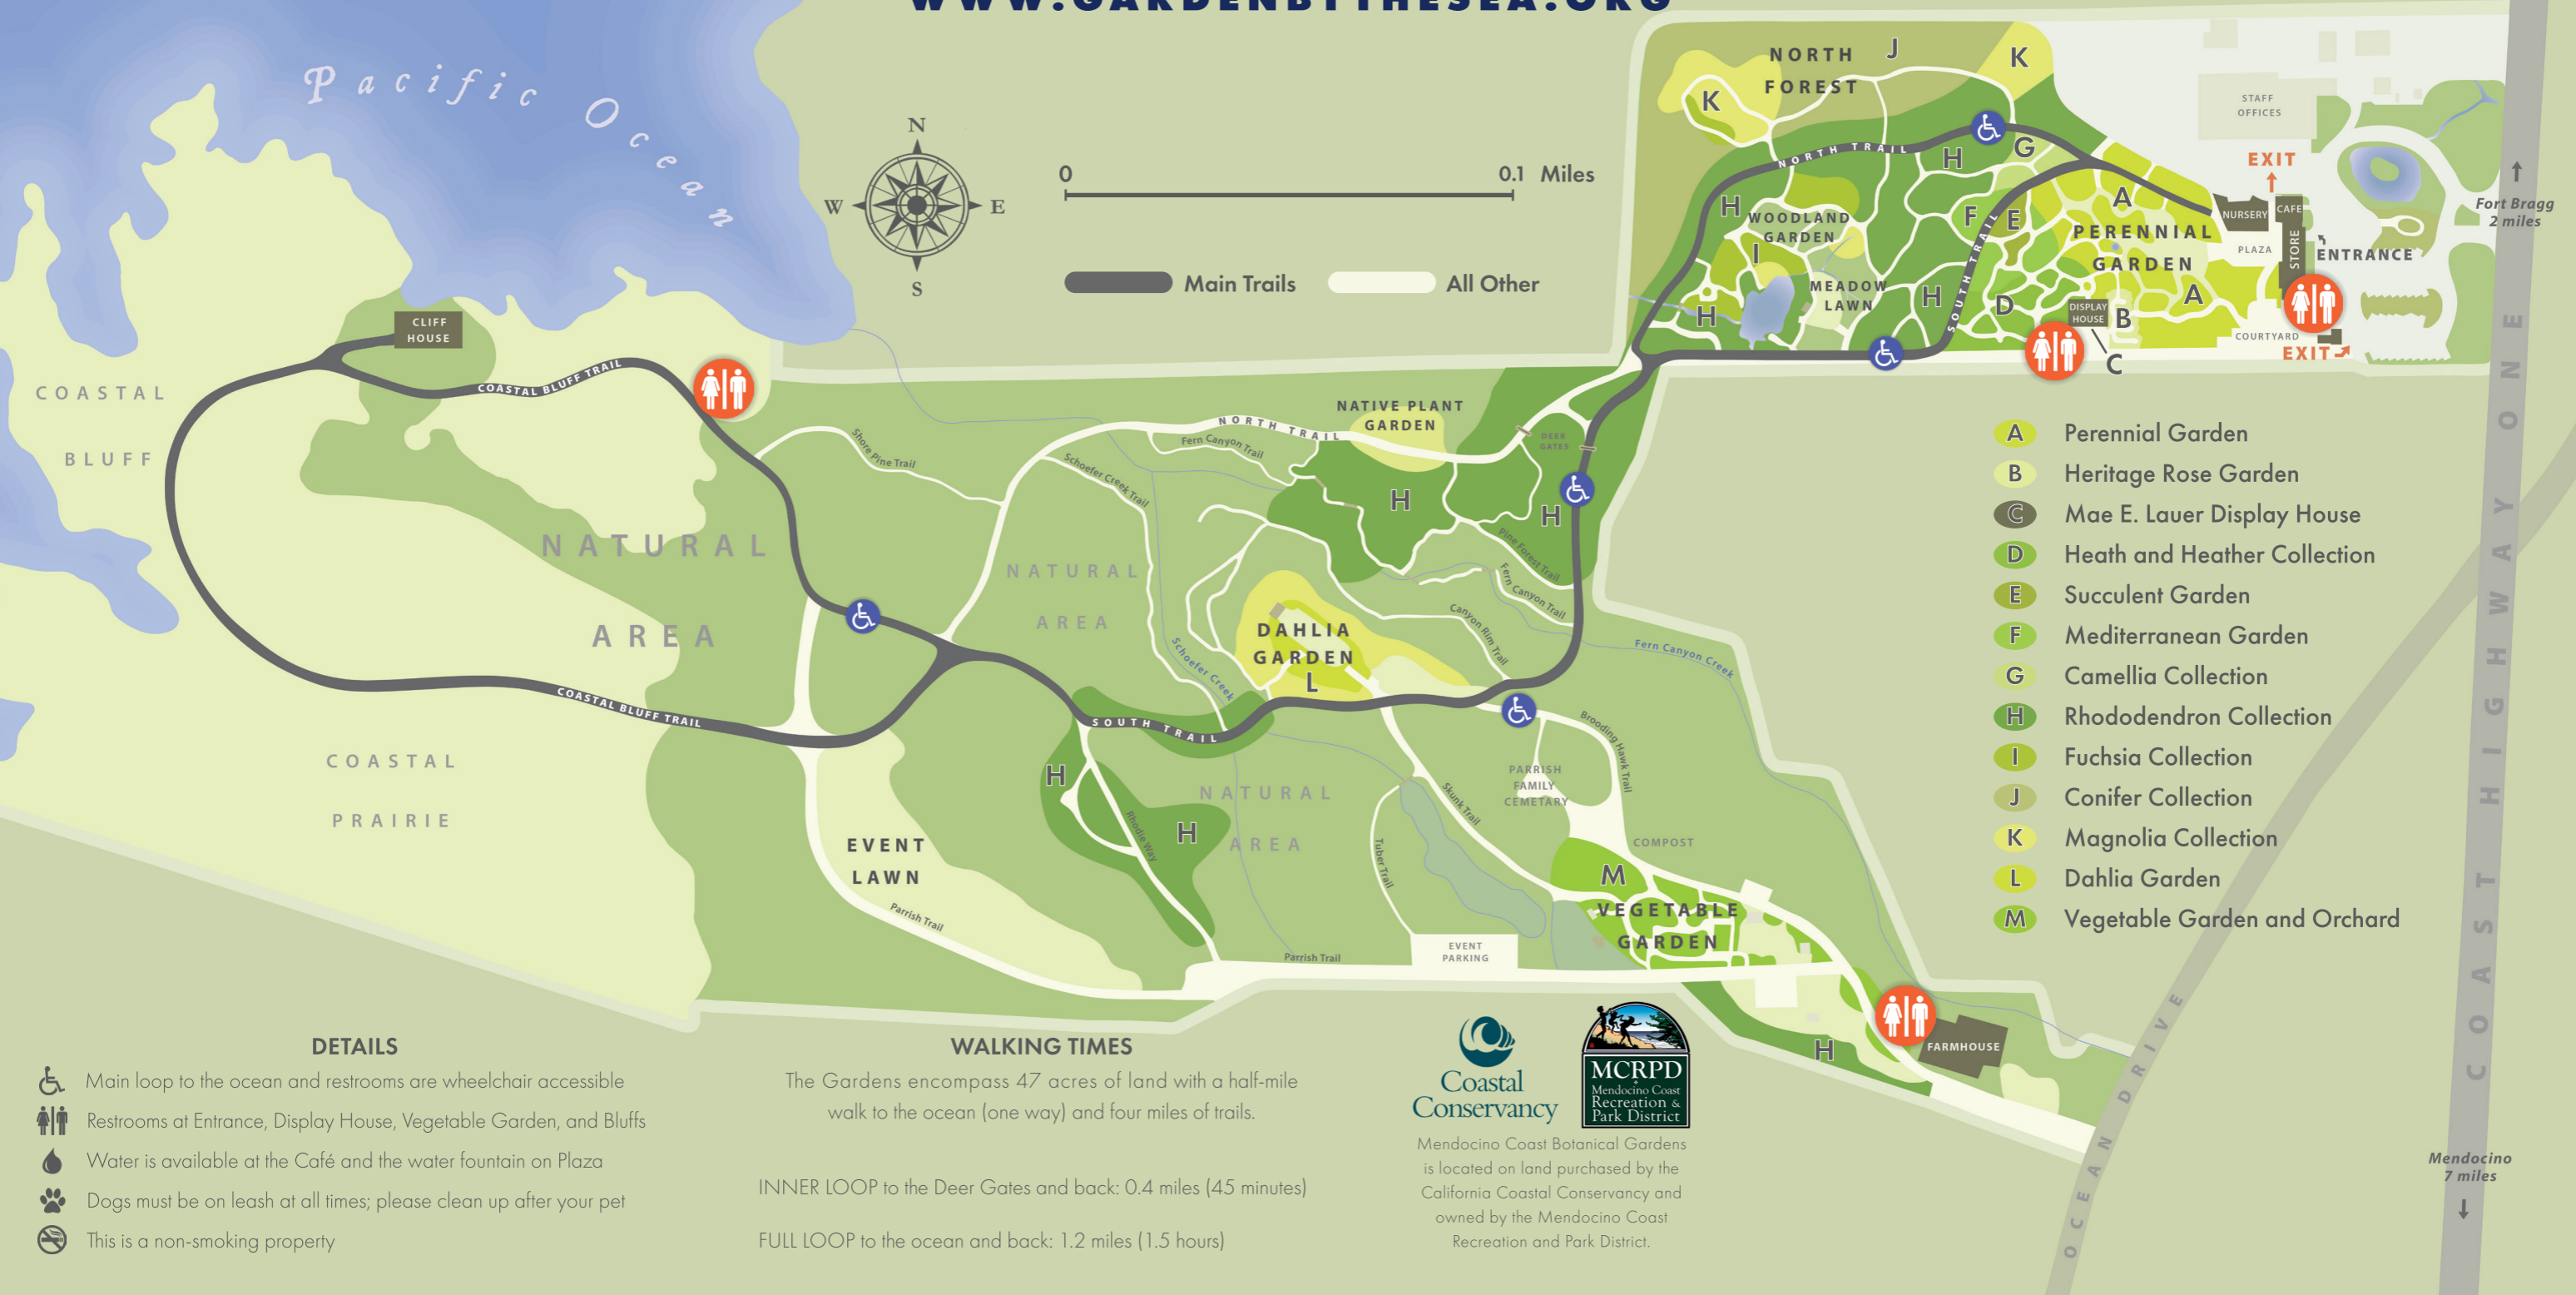 WWW.GARDENBYTHESEA.ORG
Pacific Ocean
N
W
E
S
0
0.1 Miles
Main Trails
All Other
NORTH
FOREST
J
K
K
STAFF
OFFICES
EXIT
NURSERY
CAFE
STORE
PLAZA
ENTRANCE
COURTYARD
EXIT
Fort Bragg
2 miles
NORTH TRAIL
H
G
H
WOODLAND
GARDEN
I
F
E
A
PERENNIAL
GARDEN
A
MEADOW
LAWN
H
H
D
SOUTH TRAIL
DISPLAY
HOUSE
B
C
CLIFF
HOUSE
COASTAL BLUFF TRAIL
COASTAL
BLUFF
NATURAL
AREA
COASTAL BLUFF TRAIL
COASTAL
PRAIRIE
Shore Pine Trail
NORTH TRAIL
NATIVE PLANT
GARDEN
Fern Canyon Trail
Schoefer Creek Trail
DEER
GATES
H
H
Pine Forest Trail
Fern Canyon Trail
Canyon Rim Trail
Fern Canyon Creek
NATURAL
AREA
Schoefer Creek
DAHLIA
GARDEN
L
SOUTH TRAIL
H
H
Rhodie Way
NATURAL
AREA
Tuber Trail
Skunk Trail
Brooding Hawk Trail
PARRISH
FAMILY
CEMETARY
COMPOST
M
VEGETABLE
GARDEN
EVENT
LAWN
Parrish Trail
Parrish Trail
EVENT
PARKING
H
FARMHOUSE
OCEAN DRIVE
COAST HIGHWAY ONE
Mendocino
7 miles
A Perennial Garden
B Heritage Rose Garden
C Mae E. Lauer Display House
D Heath and Heather Collection
E Succulent Garden
F Mediterranean Garden
G Camellia Collection
H Rhododendron Collection
I Fuchsia Collection
J Conifer Collection
K Magnolia Collection
L Dahlia Garden
M Vegetable Garden and Orchard
DETAILS
Main loop to the ocean and restrooms are wheelchair accessible
Restrooms at Entrance, Display House, Vegetable Garden, and Bluffs
Water is available at the Café and the water fountain on Plaza
Dogs must be on leash at all times; please clean up after your pet
This is a non-smoking property
WALKING TIMES
The Gardens encompass 47 acres of land with a half-mile
walk to the ocean (one way) and four miles of trails.
INNER LOOP to the Deer Gates and back: 0.4 miles (45 minutes)
FULL LOOP to the ocean and back: 1.2 miles (1.5 hours)
Coastal
Conservancy
MCRPD
Mendocino Coast
Recreation &
Park District
Mendocino Coast Botanical Gardens
is located on land purchased by the
California Coastal Conservancy and
owned by the Mendocino Coast
Recreation and Park District.